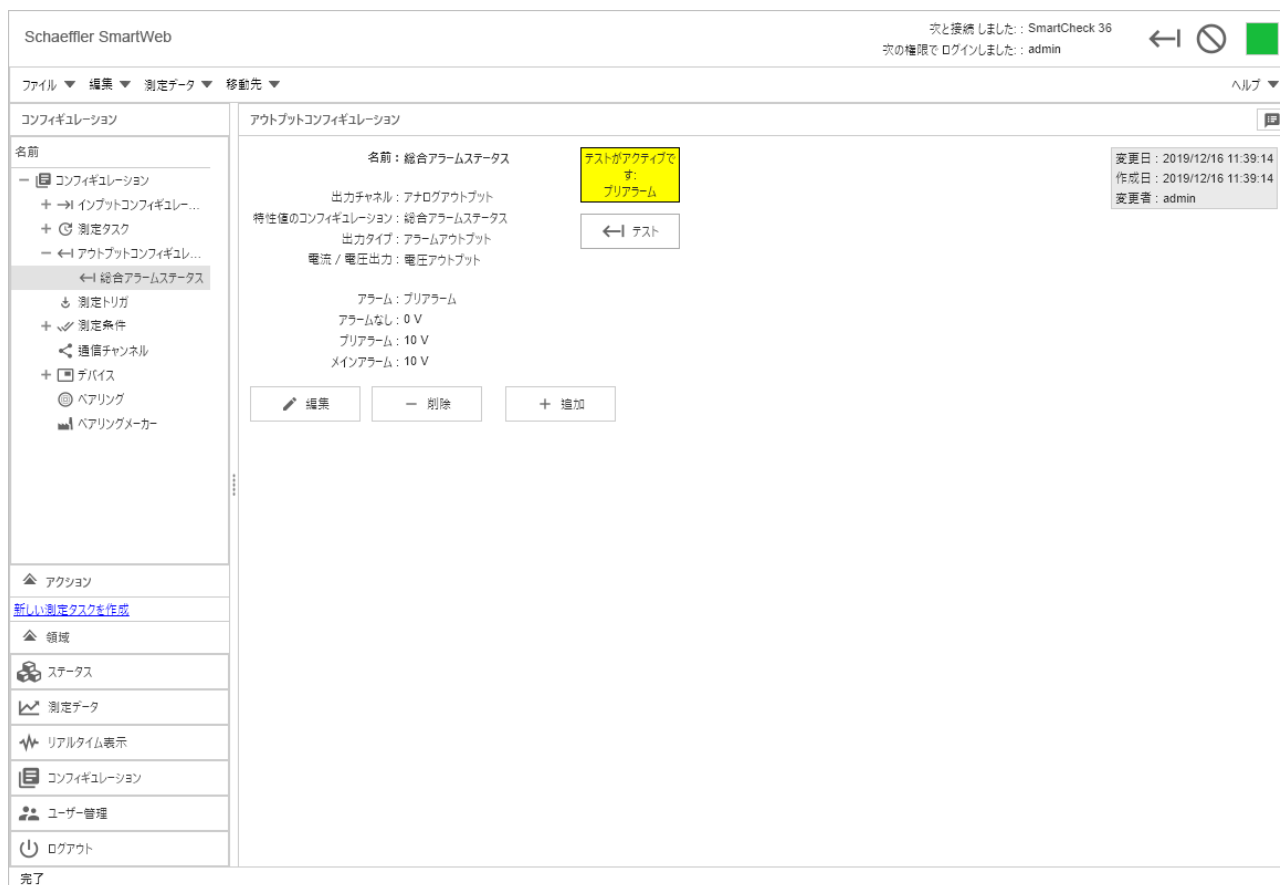 Schaeffler SmartWeb
次と接続 しました: : SmartCheck 36
次の権限で ログインしました: : admin
ファイル ▼ 編集 ▼ 測定データ ▼ 移動先 ▼
ヘルプ ▼
コンフィギュレーション
名前
コンフィギュレーション
インプットコンフィギュレー...
測定タスク
アウトプットコンフィギュレ...
総合アラームステータス
測定トリガ
測定条件
通信チャンネル
デバイス
ベアリング
ベアリングメーカー
アクション
新しい測定タスクを作成
領域
ステータス
測定データ
リアルタイム表示
コンフィギュレーション
ユーザー管理
ログアウト
アウトプットコンフィギュレーション
名前 : 総合アラームステータス
出力チャネル : アナログアウトプット
特性値のコンフィギュレーション : 総合アラームステータス
出力タイプ : アラームアウトプット
電流 / 電圧出力 : 電圧アウトプット
アラーム : プリアラーム
アラームなし : 0 V
プリアラーム : 10 V
メインアラーム : 10 V
テストがアクティブで
す:
プリアラーム
テスト
変更日 : 2019/12/16 11:39:14
作成日 : 2019/12/16 11:39:14
変更者 : admin
編集
削除
追加
完了